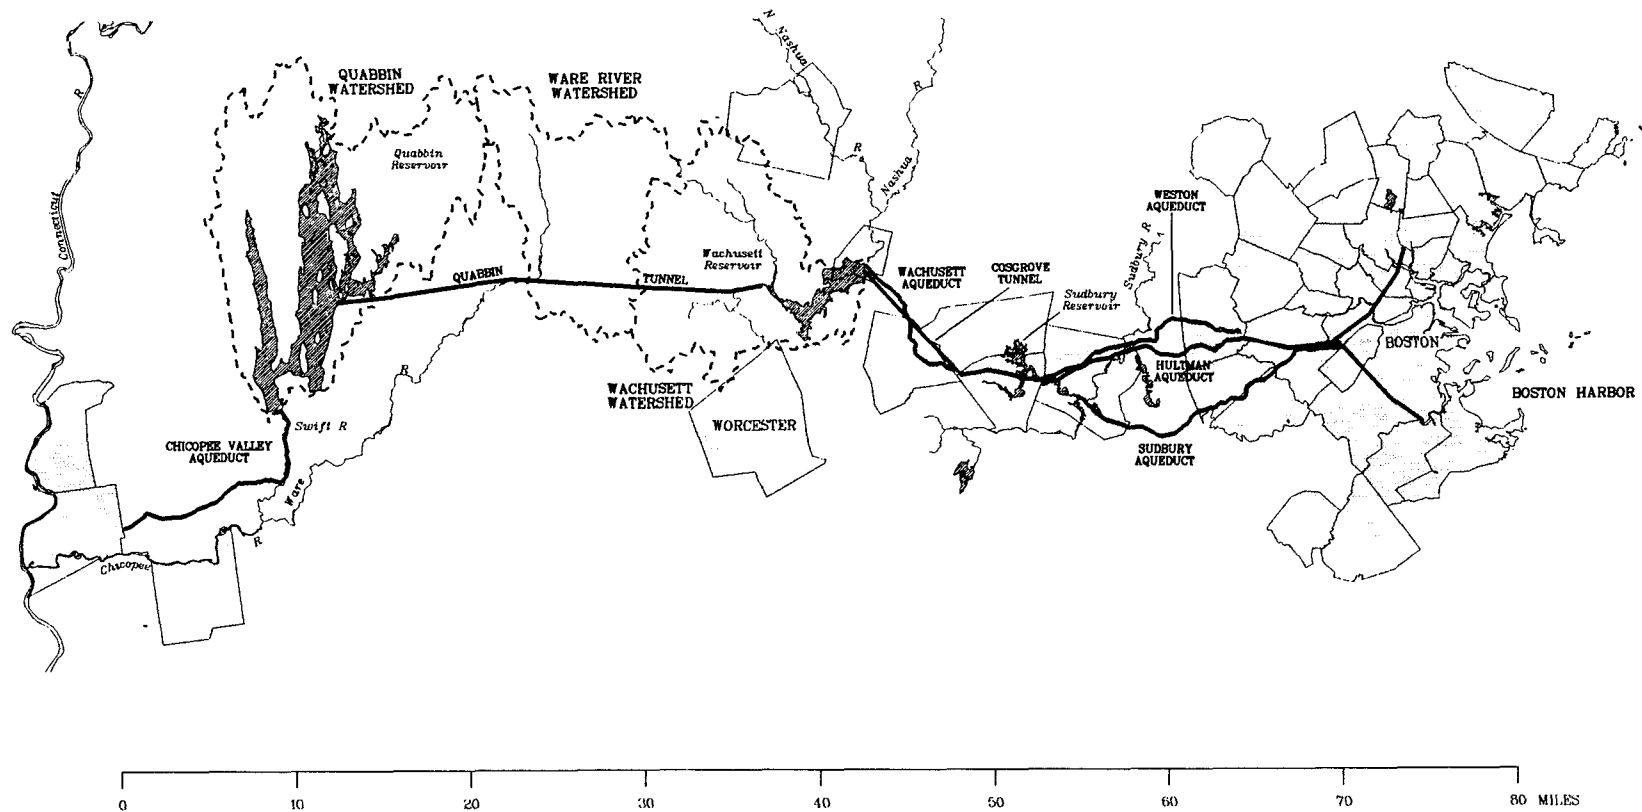 N Nashua
R
QUABBIN
WATERSHED
WARE RIVER
WATERSHED
R
Quabbin
Reservoir
R
Nashua
Connecticut
WESTON
AQUEDUCT
Sudbury R
Wachusett
Reservoir
QUABBIN
TUNNEL
WACHUSETT
AQUEDUCT
COSGROVE
TUNNEL
Sudbury
Reservoir
BOSTON
HULTMAN
AQUEDUCT
R
WACHUSETT
WATERSHED
BOSTON HARBOR
Swift R
WORCESTER
CHICOPEE VALLEY
AQUEDUCT
SUDBURY
AQUEDUCT
Ware
R
Chicopee
0 10 20 30 40 50 60 70 80 MILES